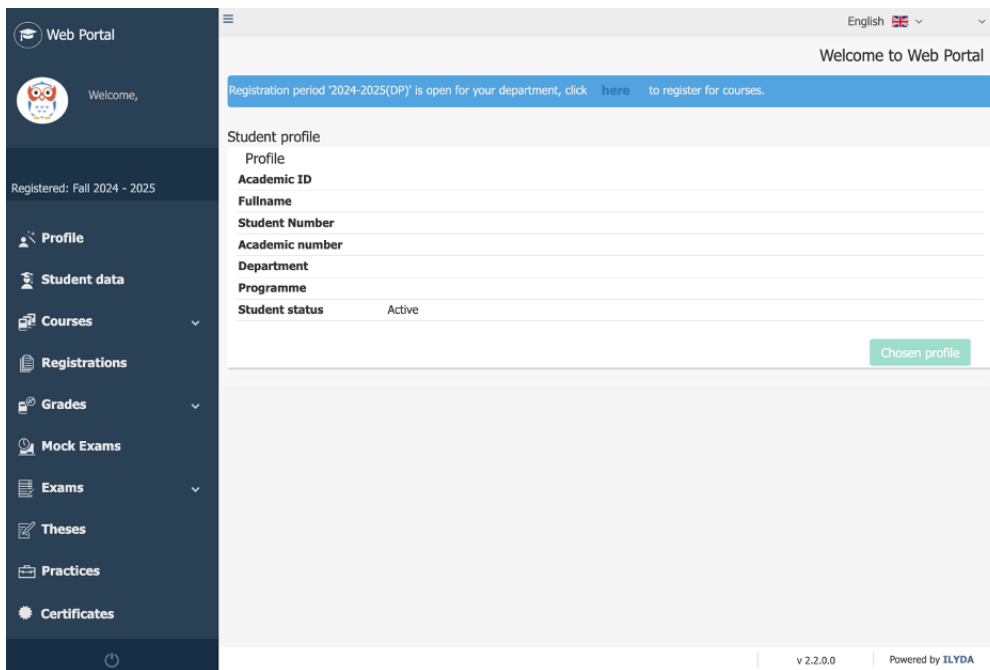 Web Portal
English
Welcome to Web Portal
Welcome,
Registration period '2024-2025(DP)' is open for your department, click here to register for courses.
Student profile
Profile
Academic ID
Fullname
Student Number
Academic number
Department
Programme
Student status Active
Chosen profile
Registered: Fall 2024 - 2025
Profile
Student data
Courses
Registrations
Grades
Mock Exams
Exams
Theses
Practices
Certificates
v 2.2.0.0
Powered by ILYDA